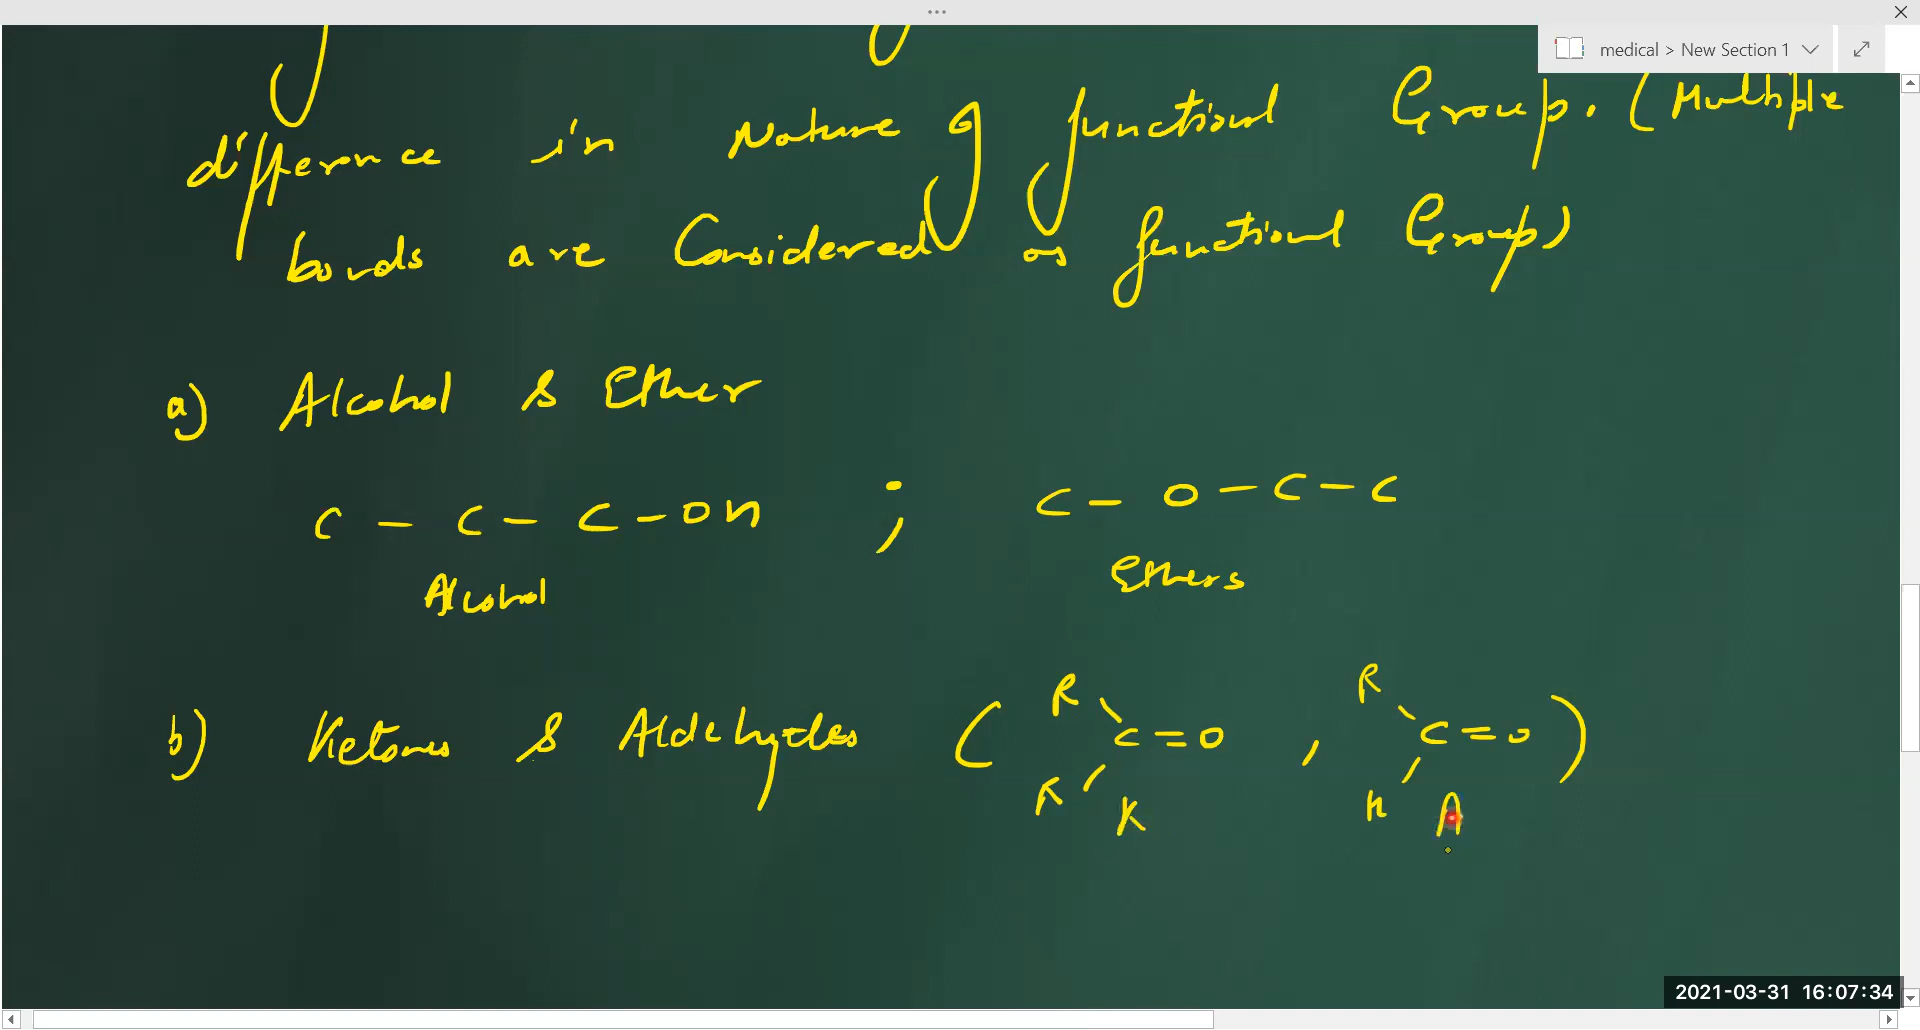 medical > New Section 1
difference in Nature of functional Group. (Multiple
bonds are Considered as functional Group)
a) Alcohol & Ether
C - C - C - OH ; C - O - C - C
Alcohol Ethers
b) Ketones & Aldehydes ( R C = O , R C = O )
R K H A
2021-03-31 16:07:34